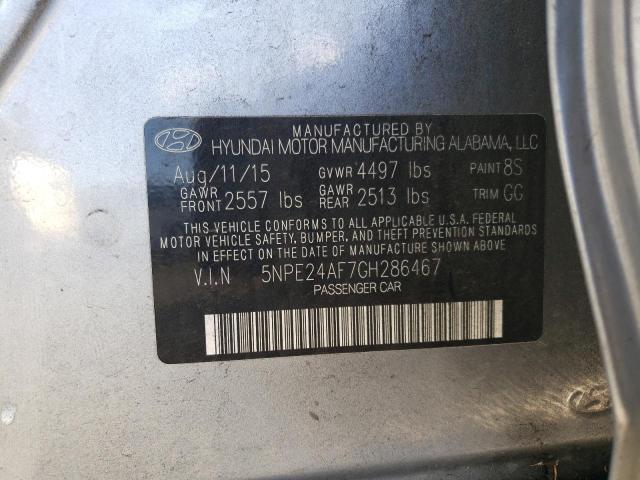 MANUFACTURED BY
HYUNDAI MOTOR MANUFACTURING ALABAMA, LLC
Aug/11/15 GVWR 4497 lbs PAINT 8S
GAWR FRONT 2557 lbs GAWR REAR 2513 lbs TRIM GG
THIS VEHICLE CONFORMS TO ALL APPLICABLE U.S.A. FEDERAL
MOTOR VEHICLE SAFETY, BUMPER, AND THEFT PREVENTION STANDARDS
IN EFFECT ON THE DATE OF MANUFACTURE SHOWN ABOVE.
V.I.N 5NPE24AF7GH286467
PASSENGER CAR